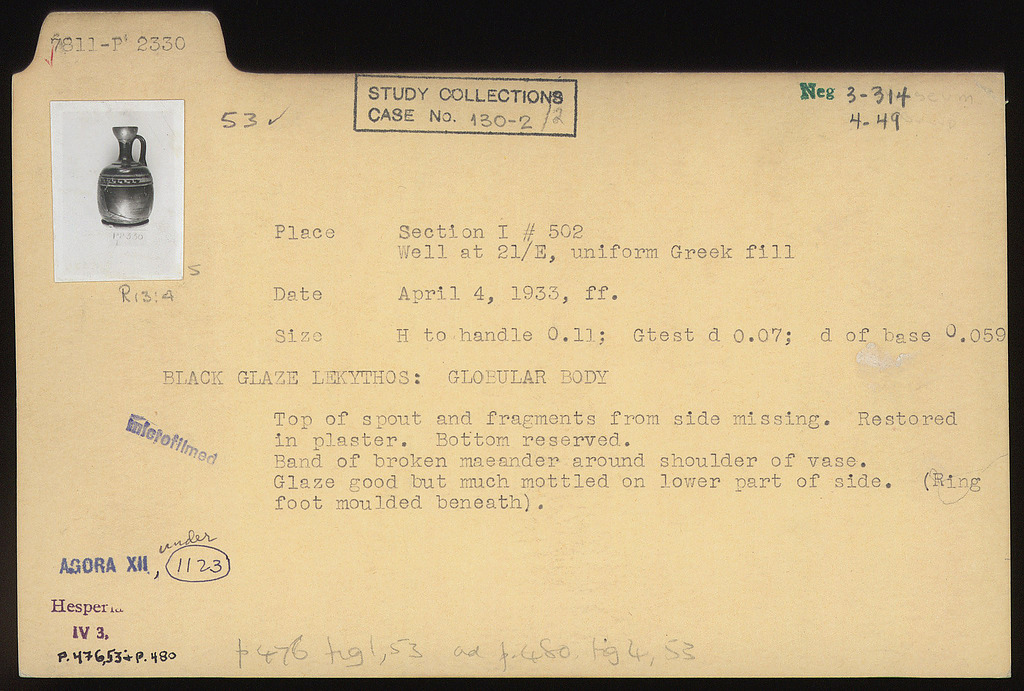 7811-P 2330
STUDY COLLECTIONS
CASE No. 130-2/2
Neg 3-314
4-49
53 ✓
Place Section I # 502
Well at 21/E, uniform Greek fill
5
Date April 4, 1933, ff.
Size H to handle 0.11; Gtest d 0.07; d of base 0.059
BLACK GLAZE LEKYTHOS: GLOBULAR BODY
Top of spout and fragments from side missing. Restored
in plaster. Bottom reserved.
Band of broken maeander around shoulder of vase.
Glaze good but much mottled on lower part of side. (Ring
foot moulded beneath).
microfilmed
under
AGORA XII, 1123
Hesperia
IV 3,
P. 476,53 + P. 480
p 476 fig 1, 53 ad p. 480 fig 4, 53